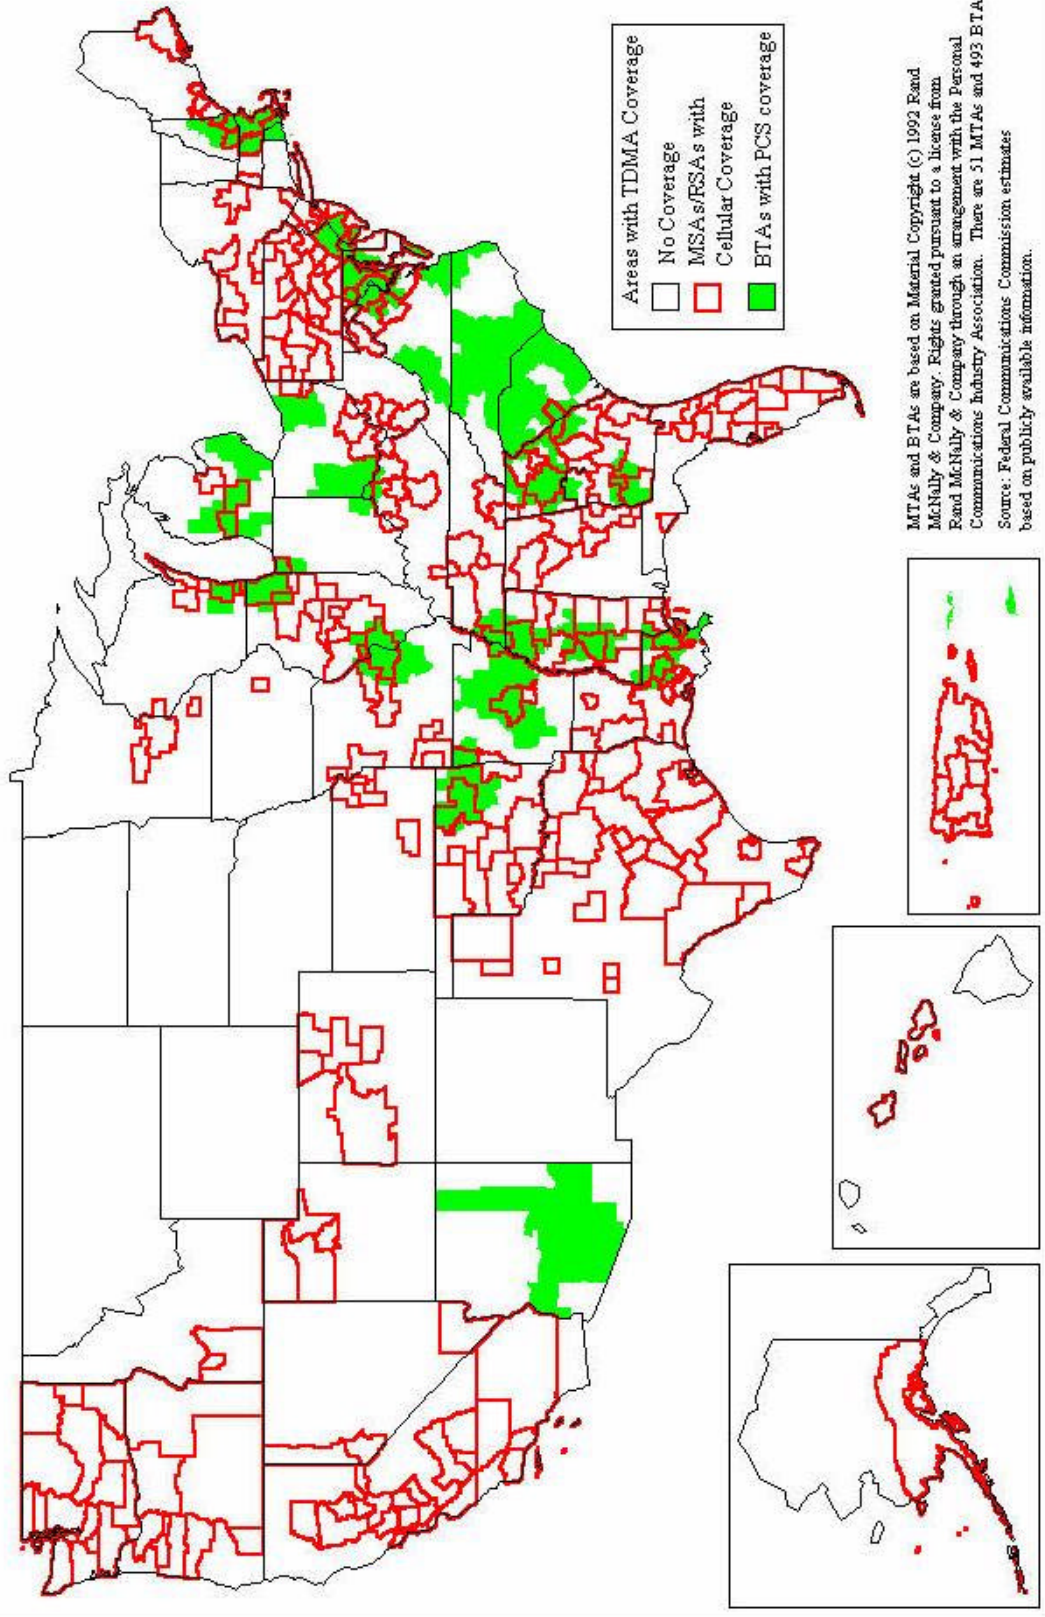 Areas with TDMA Coverage
No Coverage
MSAs/RSAs with
Cellular Coverage
BTAs with PCS coverage
MTAs and BTAs are based on Material Copyright (c) 1992 Rand
McNally & Company. Rights granted pursuant to a license from
Rand McNally & Company through an arrangement with the Personal
Communications Industry Association. There are 51 MTAs and 493 BTA
Source: Federal Communications Commission estimates
based on publicly available information.